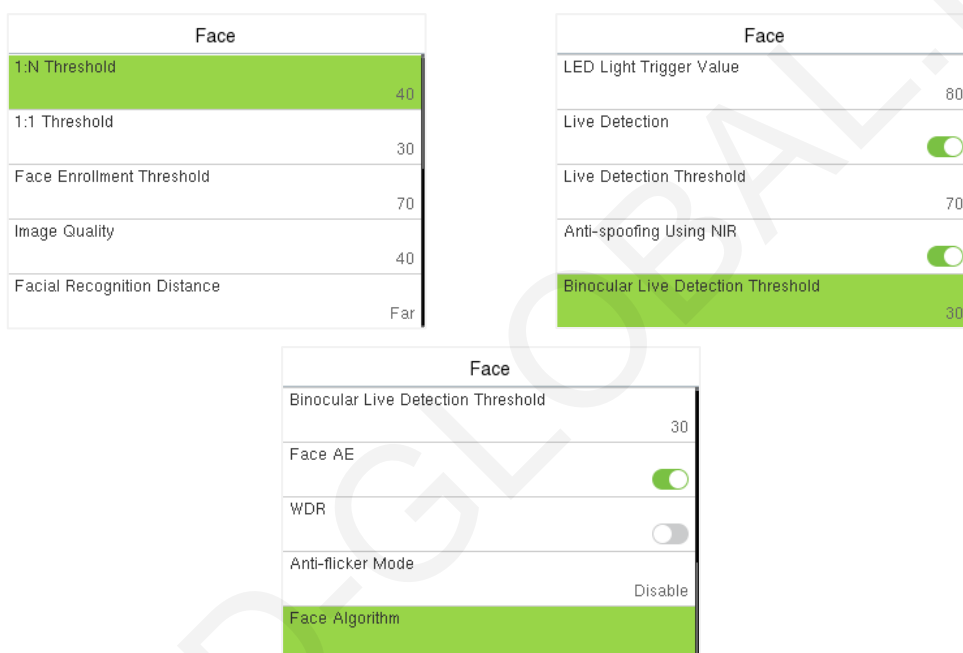 Face
1:N Threshold
40
1:1 Threshold
30
Face Enrollment Threshold
70
Image Quality
40
Facial Recognition Distance
Far
Face
LED Light Trigger Value
80
Live Detection
Live Detection Threshold
70
Anti-spoofing Using NIR
Binocular Live Detection Threshold
30
Face
Binocular Live Detection Threshold
30
Face AE
WDR
Anti-flicker Mode
Disable
Face Algorithm
D-GLOBAL.